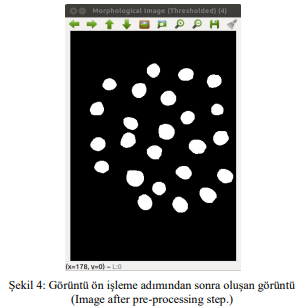 Morphological Image (Thresholded) (4)
(x=178, y=0) ~ L:0
Şekil 4: Görüntü ön işleme adımından sonra oluşan görüntü
(Image after pre-processing step.)